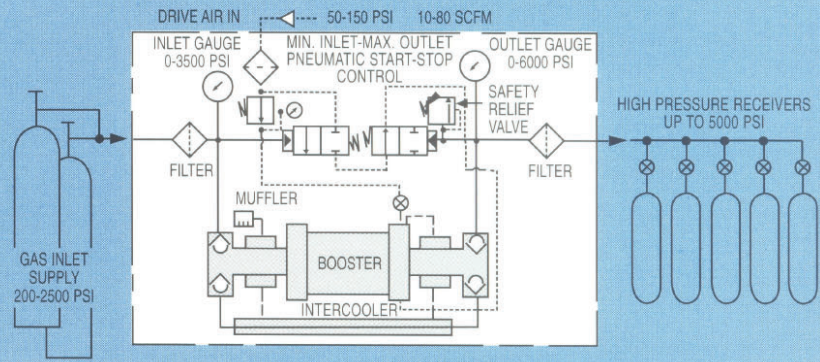 DRIVE AIR IN 50-150 PSI 10-80 SCFM
INLET GAUGE
0-3500 PSI
MIN. INLET-MAX. OUTLET
PNEUMATIC START-STOP
CONTROL
OUTLET GAUGE
0-6000 PSI
SAFETY
RELIEF
VALVE
HIGH PRESSURE RECEIVERS
UP TO 5000 PSI
FILTER
FILTER
MUFFLER
BOOSTER
INTERCOOLER
GAS INLET
SUPPLY
200-2500 PSI